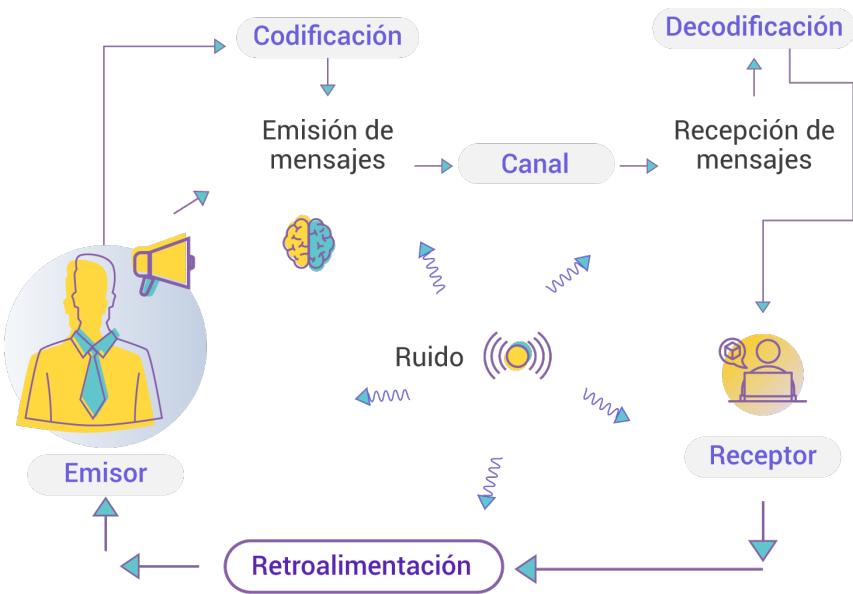 Codificación
Decodificación
Emisión de
mensajes
Canal
Recepción de
mensajes
Ruido
Emisor
Receptor
Retroalimentación